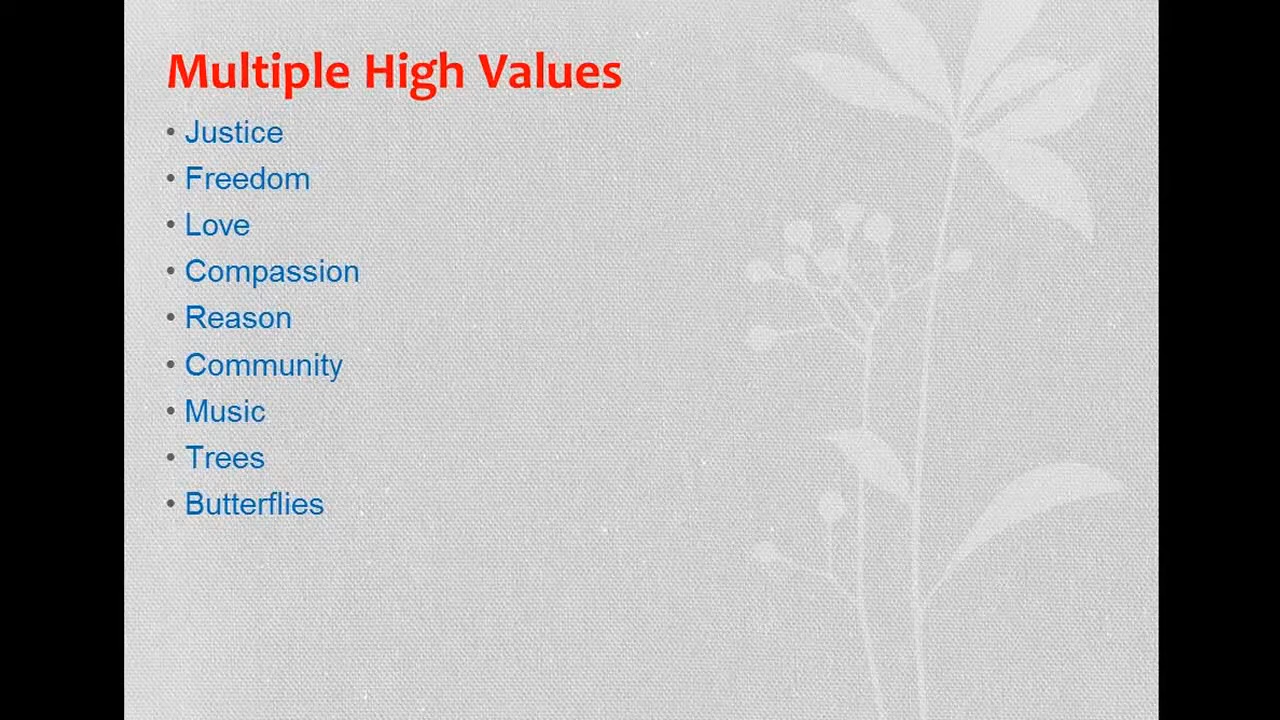 Multiple High Values
• Justice
• Freedom
• Love
• Compassion
• Reason
• Community
• Music
• Trees
• Butterflies